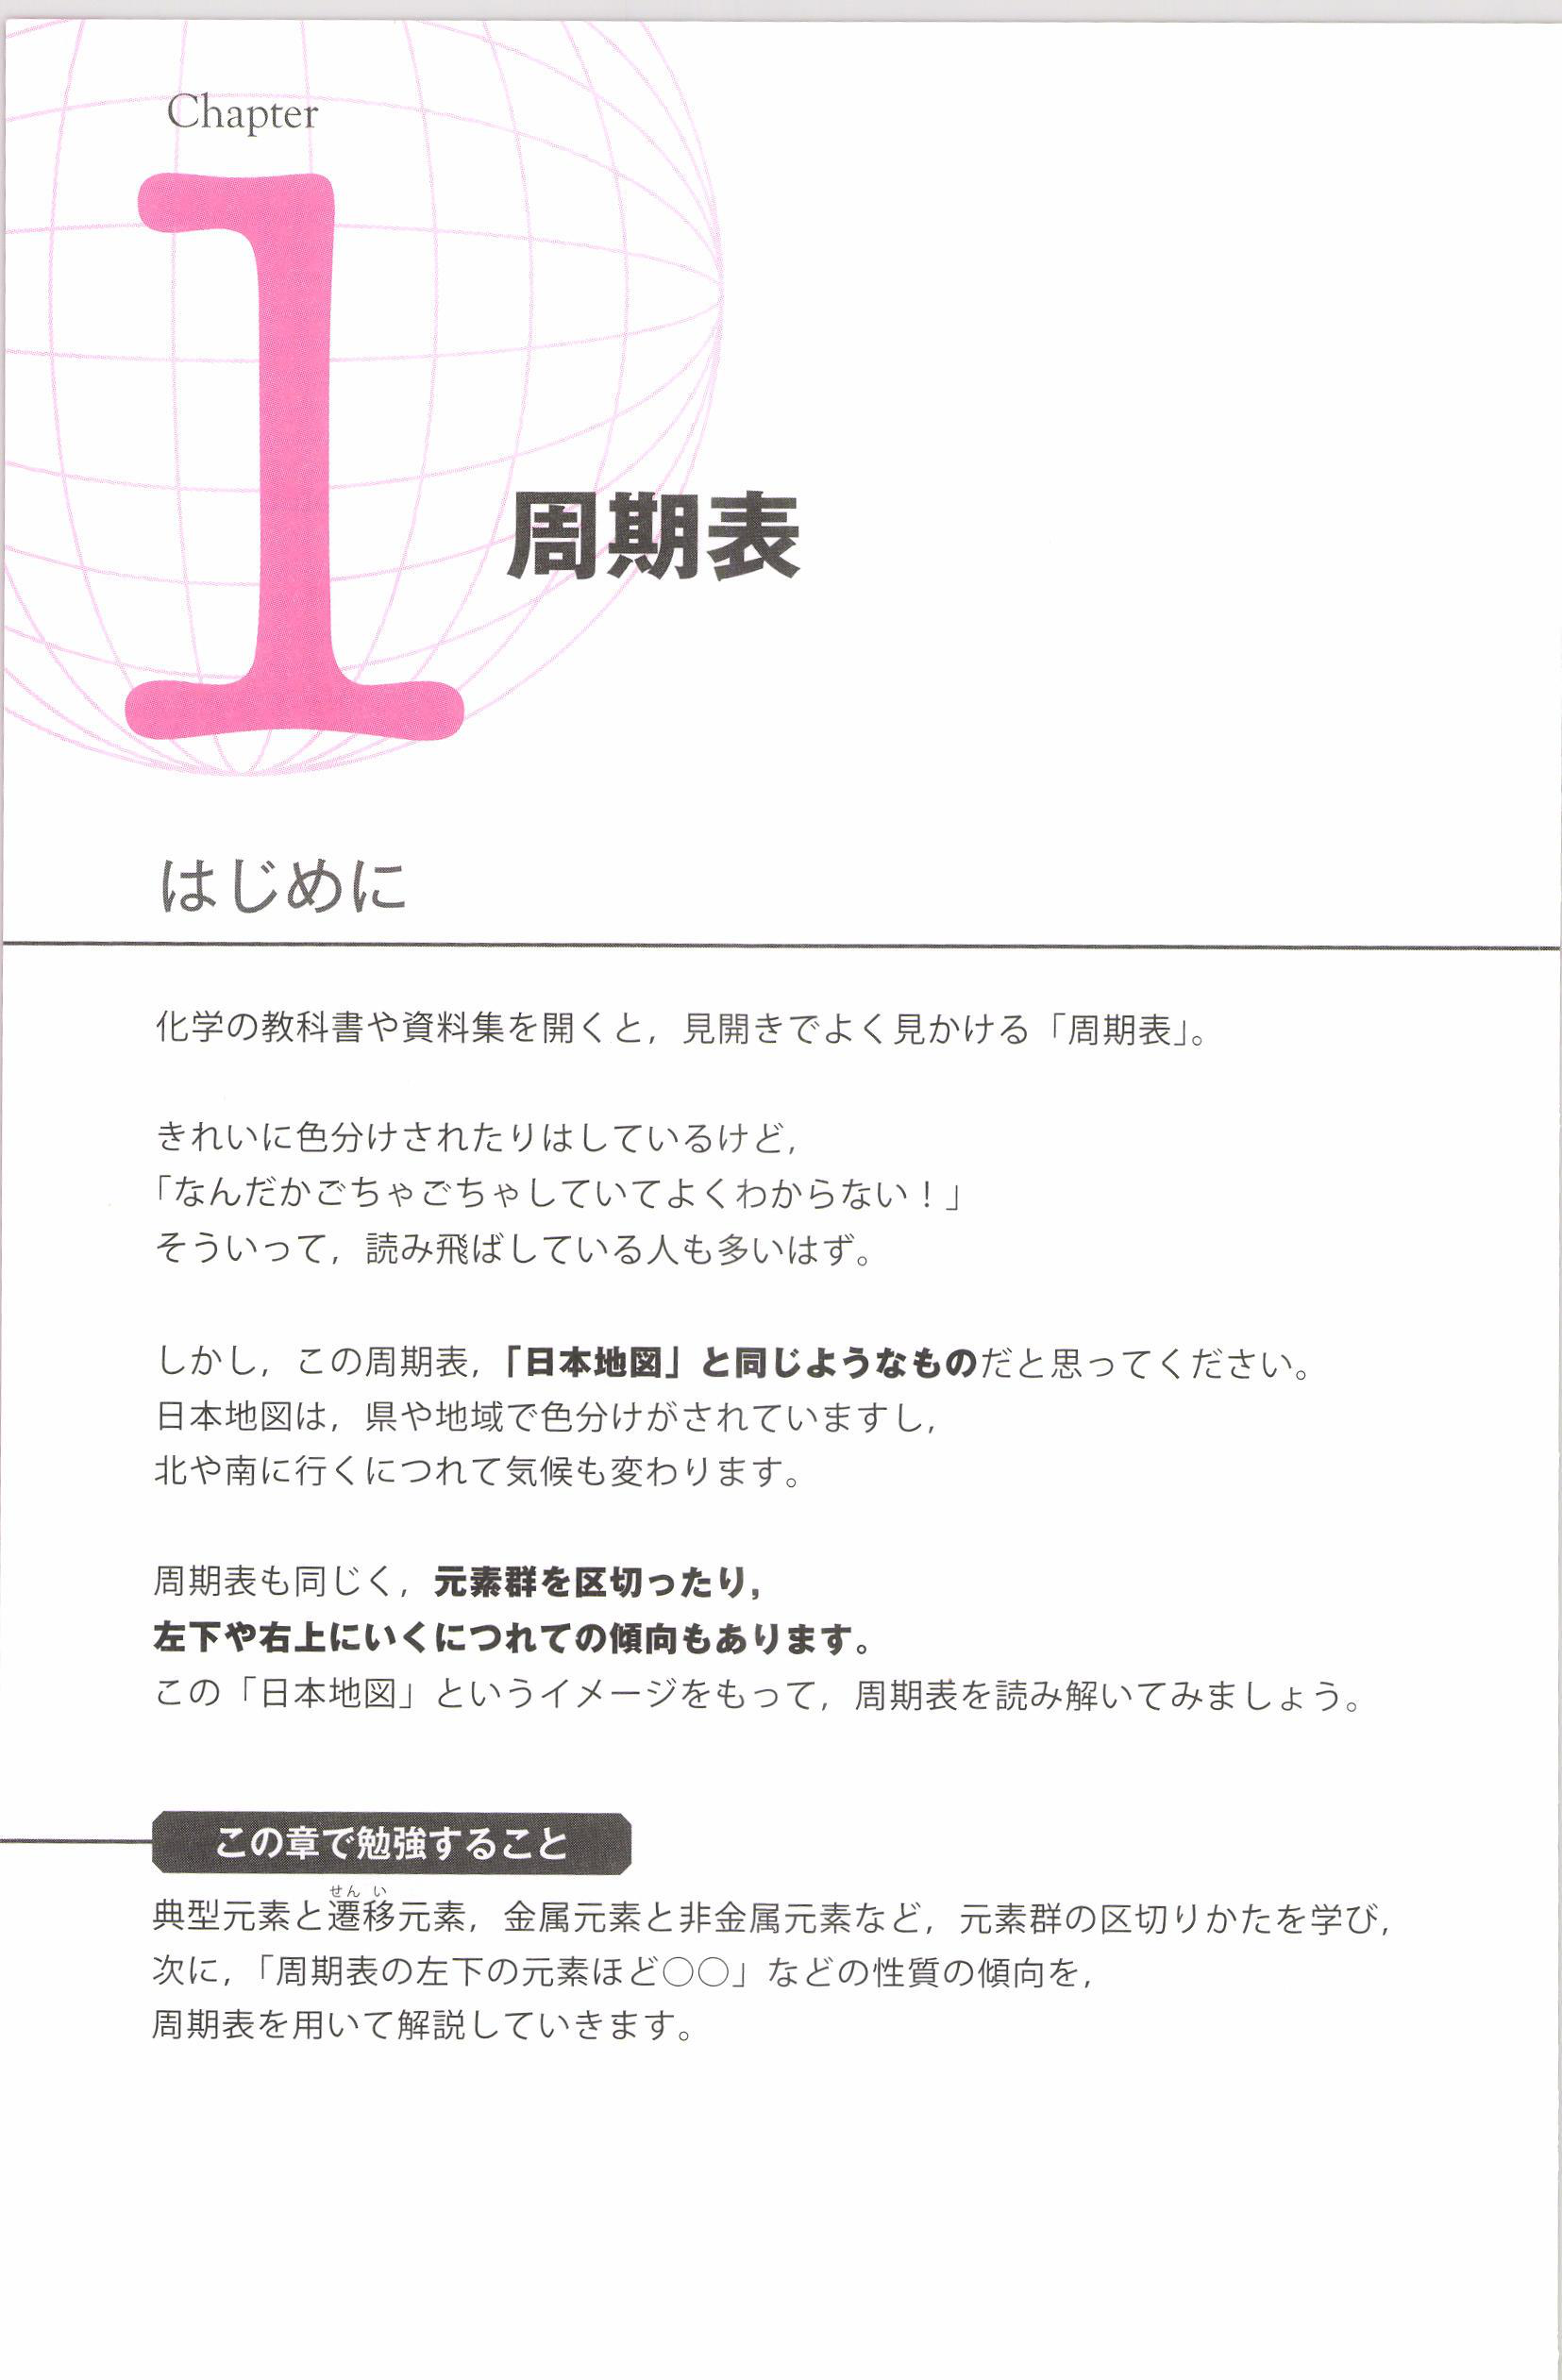 Chapter
1
周期表
はじめに
化学の教科書や資料集を開くと，見開きでよく見かける「周期表」。
きれいに色分けされたりはしているけど，
「なんだかごちゃごちゃしていてよくわからない！」
そういって，読み飛ばしている人も多いはず。
しかし，この周期表，「日本地図」と同じようなものだと思ってください。
日本地図は，県や地域で色分けがされていますし，
北や南に行くにつれて気候も変わります。
周期表も同じく，元素群を区切ったり，
左下や右上にいくにつれての傾向もあります。
この「日本地図」というイメージをもって，周期表を読み解いてみましょう。
この章で勉強すること
せん い
典型元素と遷移元素，金属元素と非金属元素など，元素群の区切りかたを学び，
次に，「周期表の左下の元素ほど○○」などの性質の傾向を，
周期表を用いて解説していきます。